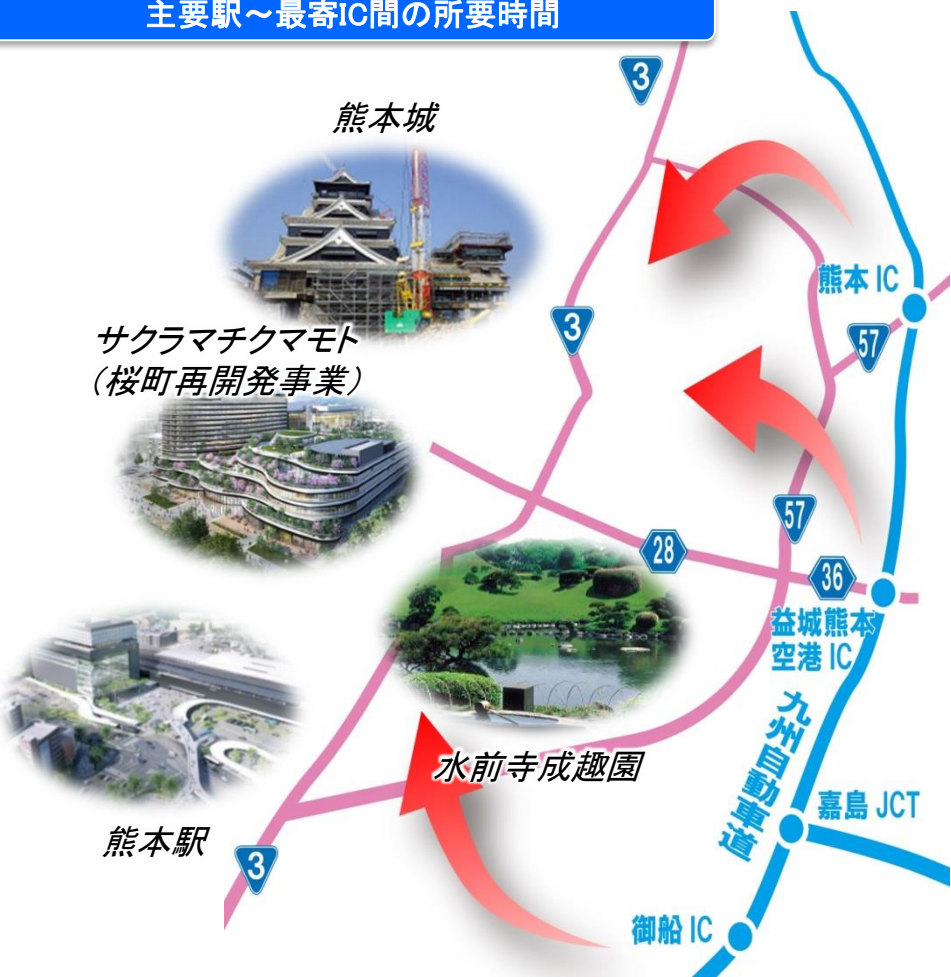 主要駅～最寄IC間の所要時間
3
熊本城
熊本 IC
3
57
サクラマチクマモト
（桜町再開発事業）
57
28
36
益城熊本
空港 IC
九州自動車道
水前寺成趣園
嘉島 JCT
熊本駅
3
御船 IC